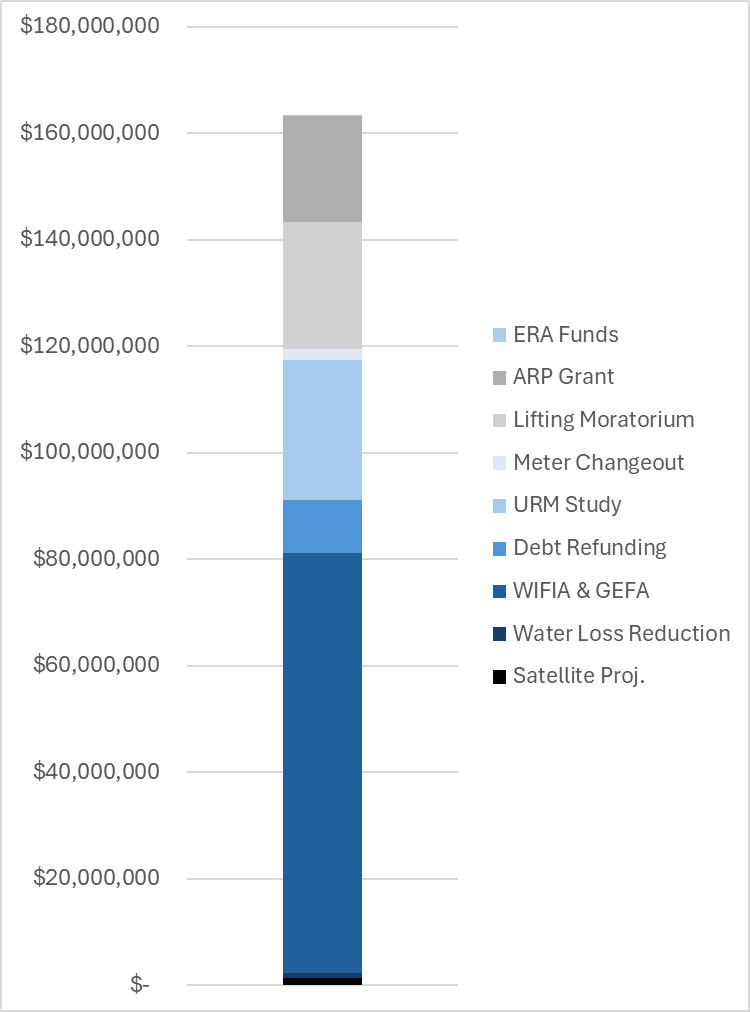 $180,000,000
$160,000,000
$140,000,000
$120,000,000
$100,000,000
$80,000,000
$60,000,000
$40,000,000
$20,000,000
$-
ERA Funds
ARP Grant
Lifting Moratorium
Meter Changeout
URM Study
Debt Refunding
WIFIA & GEFA
Water Loss Reduction
Satellite Proj.